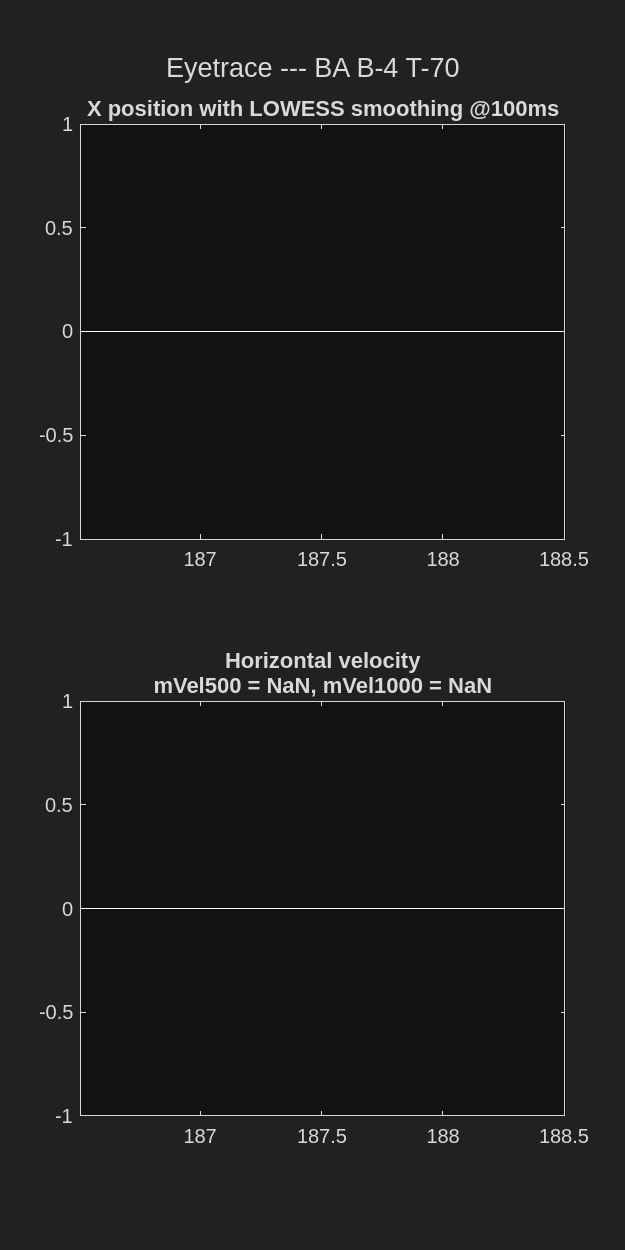 Eyetrace --- BA B-4 T-70
X position with LOWESS smoothing @100ms
1
0.5
0
-0.5
-1
187 187.5 188 188.5
Horizontal velocity
mVel500 = NaN, mVel1000 = NaN
1
0.5
0
-0.5
-1
187 187.5 188 188.5